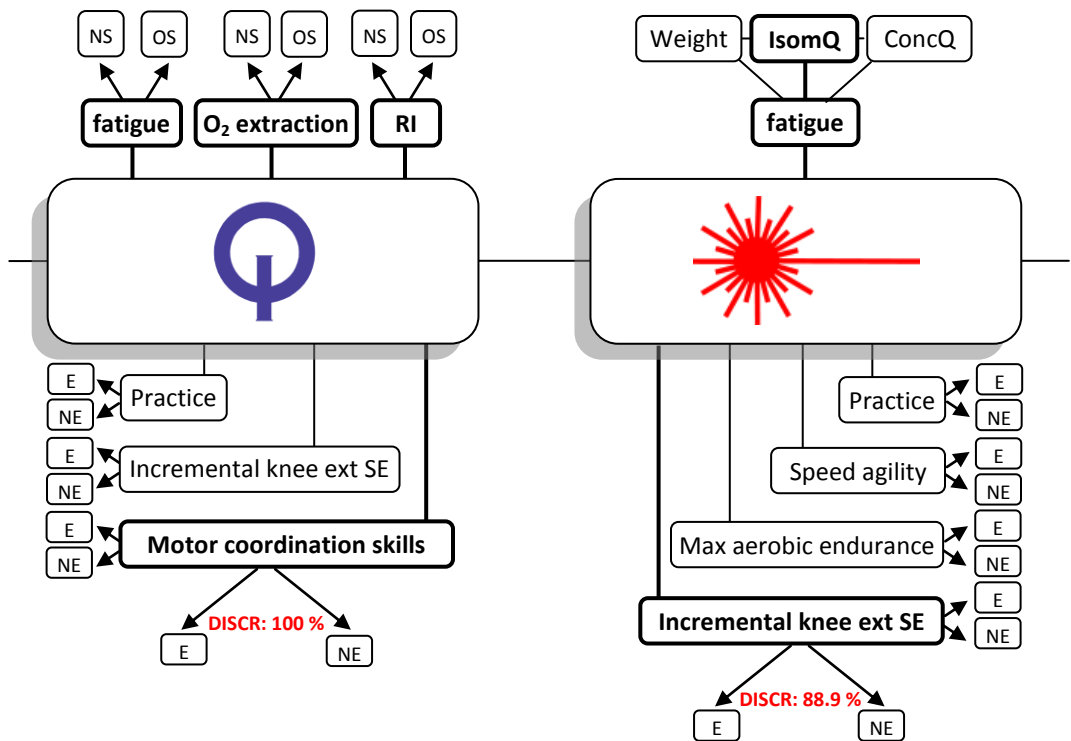 NS OS NS OS NS OS
fatigue O₂ extraction RI
Practice
E
NE
Incremental knee ext SE
E
NE
Motor coordination skills
E
NE
DISCR: 100 %
E NE
Weight IsomQ ConcQ
fatigue
Practice
E
NE
Speed agility
E
NE
Max aerobic endurance
E
NE
Incremental knee ext SE
E
NE
DISCR: 88.9 %
E NE